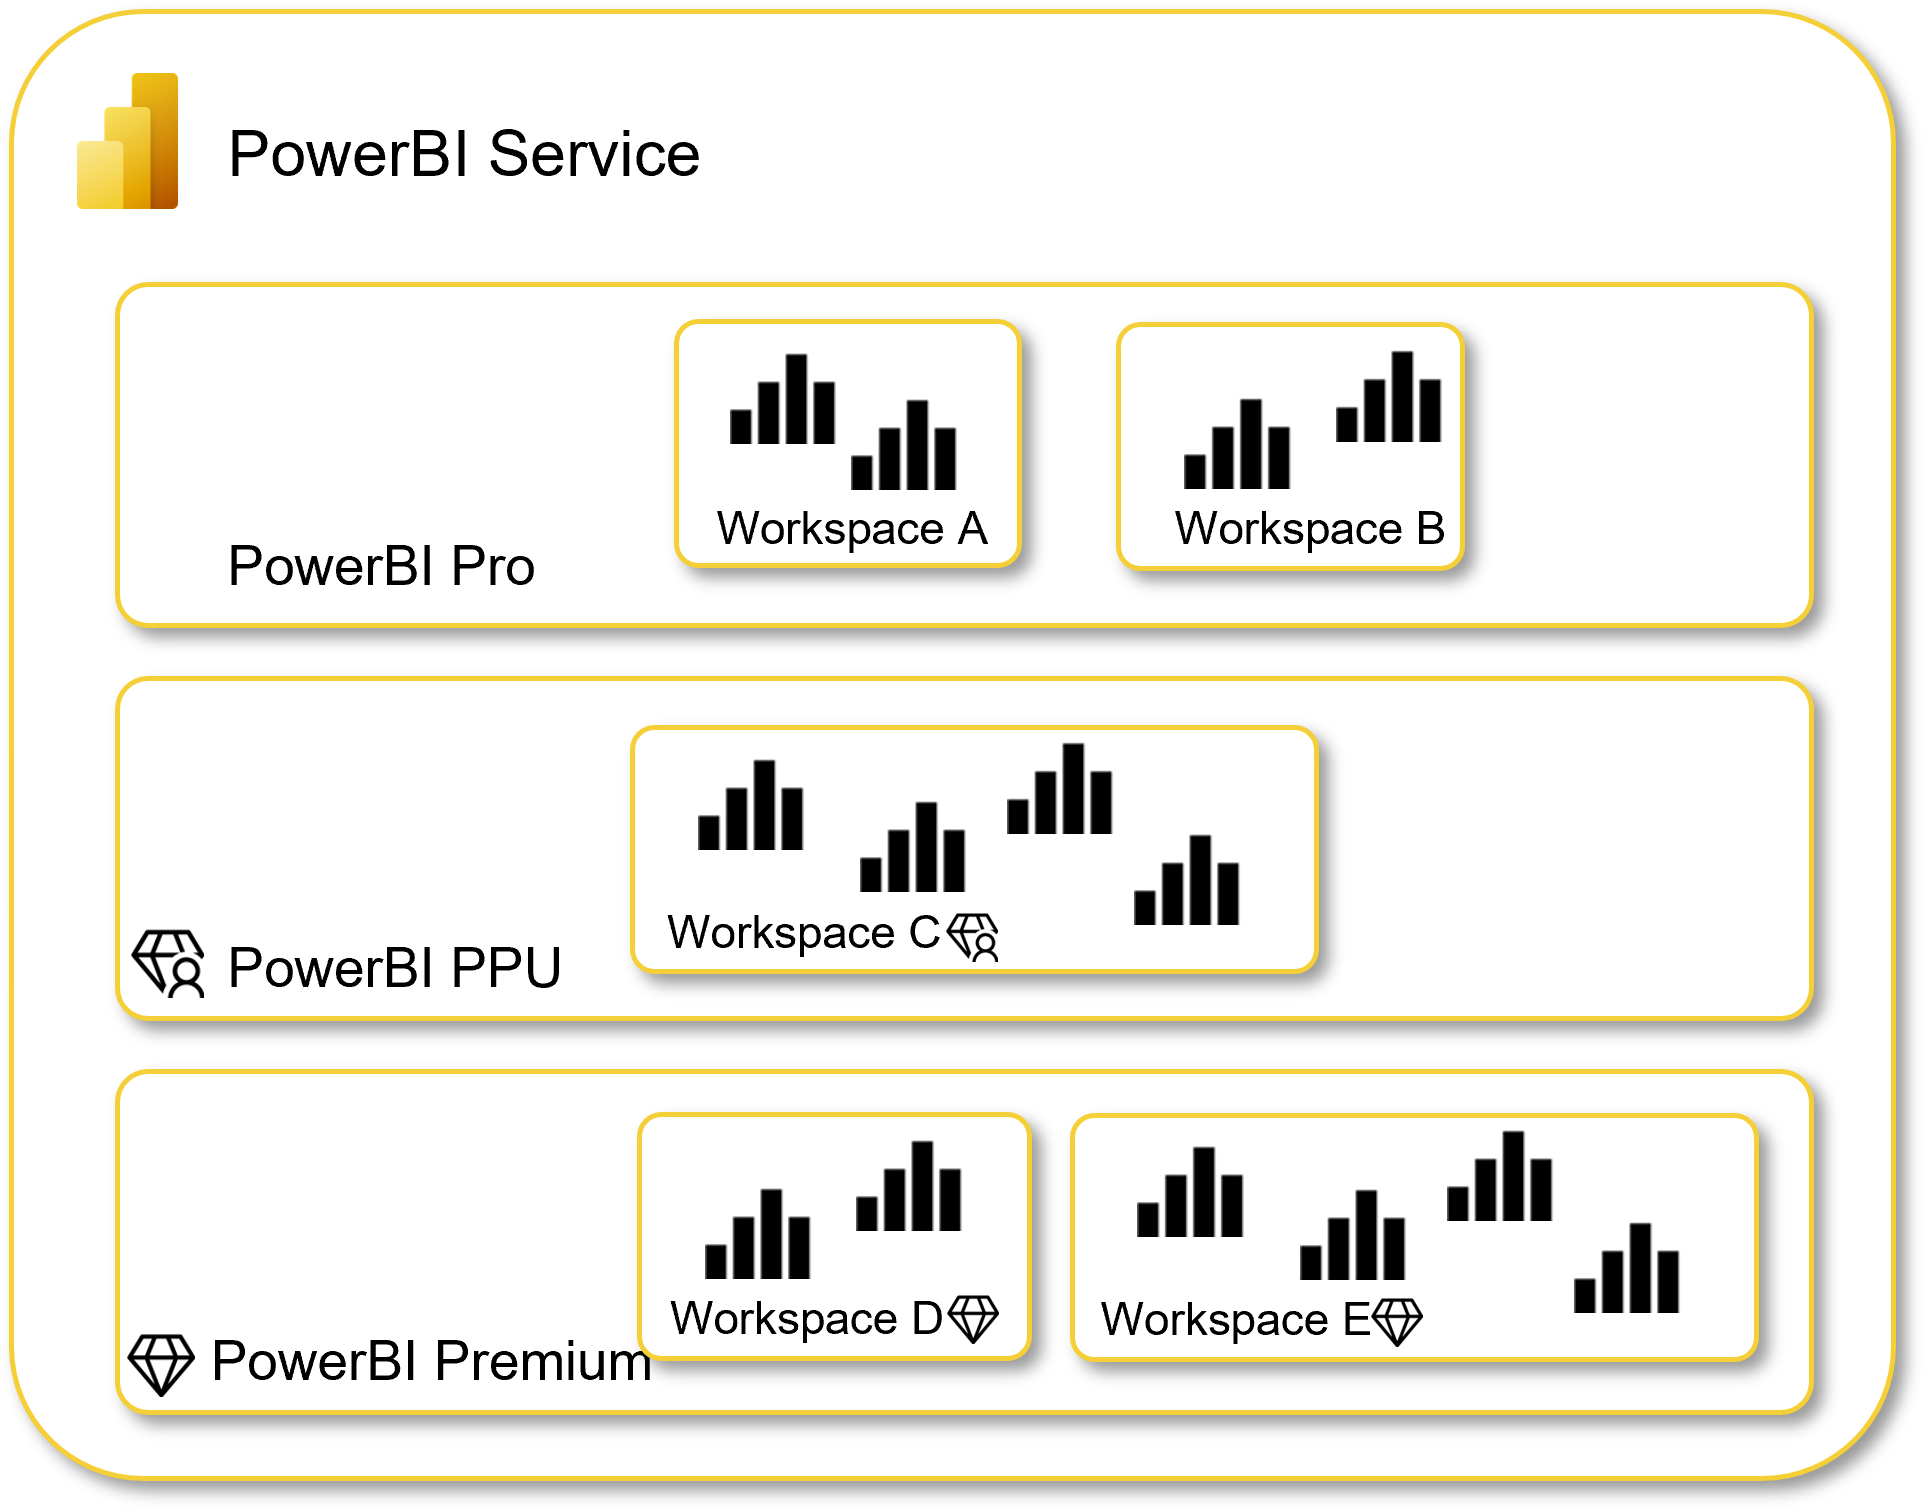 PowerBI Service
Workspace A
Workspace B
PowerBI Pro
Workspace C
PowerBI PPU
Workspace D
Workspace E
PowerBI Premium